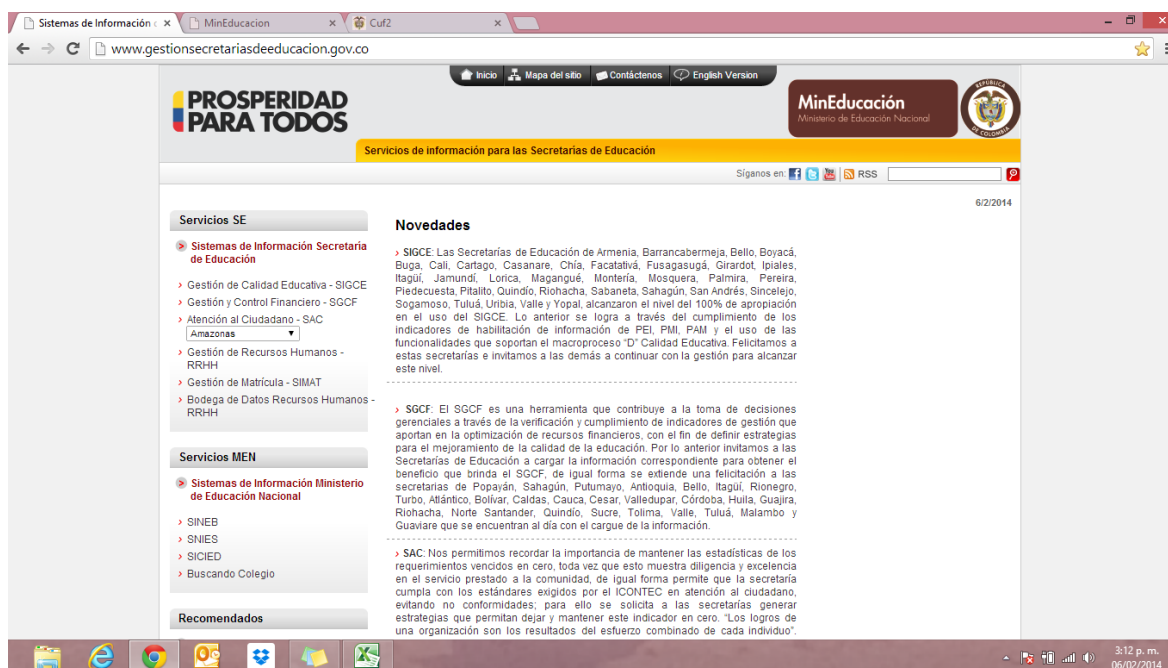 Sistemas de Información
MinEducacion
Cuf2
www.gestionsecretariasdeeducacion.gov.co
Inicio
Mapa del sitio
Contáctenos
English Version
PROSPERIDAD
PARA TODOS
MinEducación
Ministerio de Educación Nacional
REPÚBLICA
DE COLOMBIA
Servicios de información para las Secretarías de Educación
Síganos en:
RSS
6/2/2014
Servicios SE
Sistemas de Información Secretaría
de Educación
› Gestión de Calidad Educativa - SIGCE
› Gestión y Control Financiero - SGCF
› Atención al Ciudadano - SAC
Amazonas
› Gestión de Recursos Humanos -
RRHH
› Gestión de Matrícula - SIMAT
› Bodega de Datos Recursos Humanos -
RRHH
Servicios MEN
Sistemas de Información Ministerio
de Educación Nacional
› SINEB
› SNIES
› SICIED
› Buscando Colegio
Recomendados
Novedades
› SIGCE: Las Secretarías de Educación de Armenia, Barrancabermeja, Bello, Boyacá,
Buga, Cali, Cartago, Casanare, Chía, Facatativá, Fusagasugá, Girardot, Ipiales,
Itagüí, Jamundí, Lorica, Magangué, Montería, Mosquera, Palmira, Pereira,
Piedecuesta, Pitalito, Quindío, Riohacha, Sabaneta, Sahagún, San Andrés, Sincelejo,
Sogamoso, Tuluá, Uribia, Valle y Yopal, alcanzaron el nivel del 100% de apropiación
en el uso del SIGCE. Lo anterior se logra a través del cumplimiento de los
indicadores de habilitación de información de PEI, PMI, PAM y el uso de las
funcionalidades que soportan el macroproceso "D" Calidad Educativa. Felicitamos a
estas secretarías e invitamos a las demás a continuar con la gestión para alcanzar
este nivel.
› SGCF: El SGCF es una herramienta que contribuye a la toma de decisiones
gerenciales a través de la verificación y cumplimiento de indicadores de gestión que
aportan en la optimización de recursos financieros, con el fin de definir estrategias
para el mejoramiento de la calidad de la educación. Por lo anterior invitamos a las
Secretarías de Educación a cargar la información correspondiente para obtener el
beneficio que brinda el SGCF, de igual forma se extiende una felicitación a las
secretarias de Popayán, Sahagún, Putumayo, Antioquia, Bello, Itagüí, Rionegro,
Turbo, Atlántico, Bolívar, Caldas, Cauca, Cesar, Valledupar, Córdoba, Huila, Guajira,
Riohacha, Norte Santander, Quindío, Sucre, Tolima, Valle, Tuluá, Malambo y
Guaviare que se encuentran al día con el cargue de la información.
› SAC: Nos permitimos recordar la importancia de mantener las estadísticas de los
requerimientos vencidos en cero, toda vez que esto muestra diligencia y excelencia
en el servicio prestado a la comunidad, de igual forma permite que la secretaría
cumpla con los estándares exigidos por el ICONTEC en atención al ciudadano,
evitando no conformidades; para ello se solicita a las secretarías generar
estrategias que permitan dejar y mantener este indicador en cero. "Los logros de
una organización son los resultados del esfuerzo combinado de cada individuo".
3:12 p. m.
06/02/2014